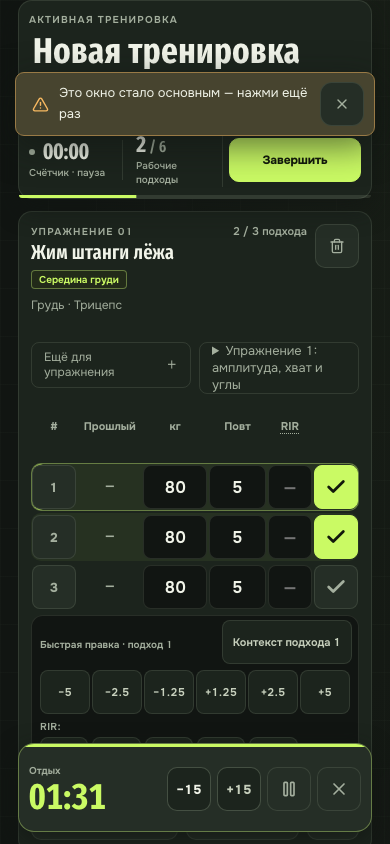 АКТИВНАЯ ТРЕНИРОВКА
Новая тренировка
Это окно стало основным — нажми ещё
раз
00:00
Счётчик · пауза
2 / 6
Рабочие
подходы
Завершить
УПРАЖНЕНИЕ 01
2 / 3 подхода
Жим штанги лёжа
Середина груди
Грудь · Трицепс
Ещё для
упражнения
+
▶ Упражнение 1:
амплитуда, хват и
углы
# Прошлый кг Повт RIR
1 – 80 5 —
2 – 80 5 —
3 – 80 5 —
Быстрая правка · подход 1
Контекст подхода 1
−5 −2.5 −1.25 +1.25 +2.5 +5
RIR:
Отдых
01:31
−15 +15